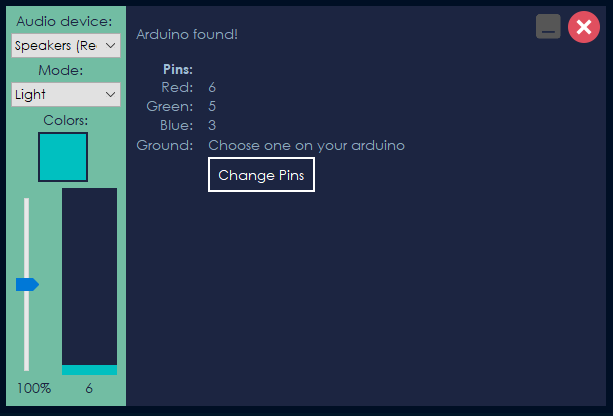 Audio device:
Speakers (Re
Mode:
Light
Colors:
100% 6
Arduino found!
Pins:
Red: 6
Green: 5
Blue: 3
Ground: Choose one on your arduino
Change Pins